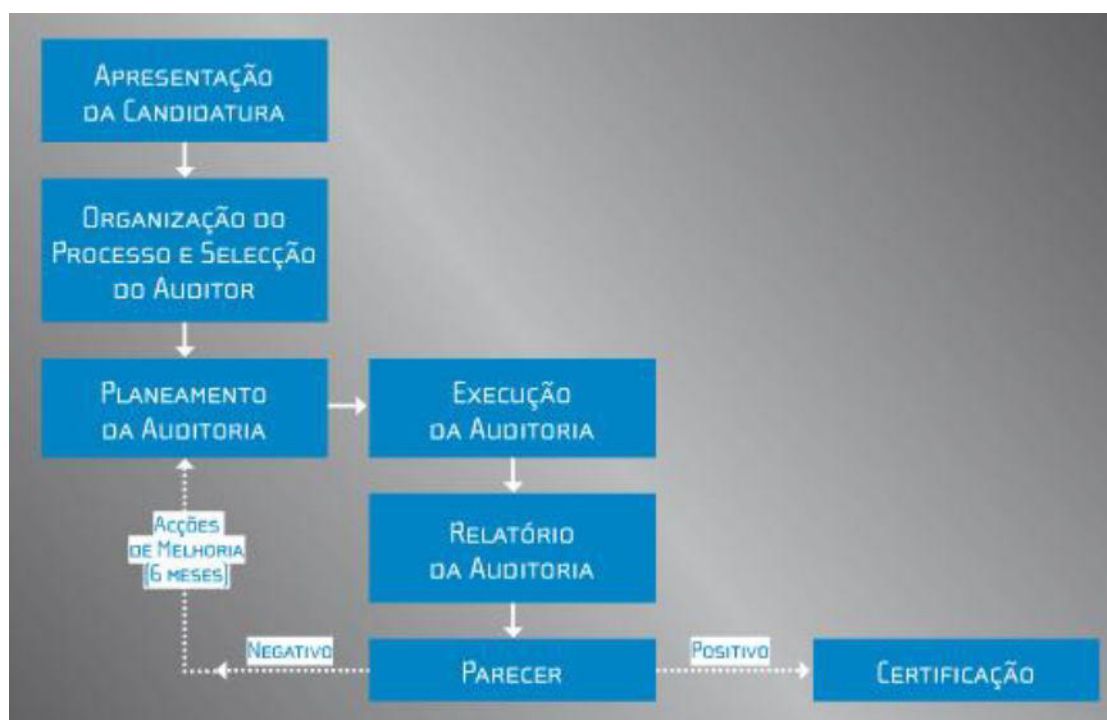 Apresentação
da Candidatura
Organização do
Processo e Selecção
do Auditor
Planeamento
da Auditoria
Execução
da Auditoria
Acções
de Melhoria
(6 meses)
Relatório
da Auditoria
Negativo
Parecer
Positivo
Certificação